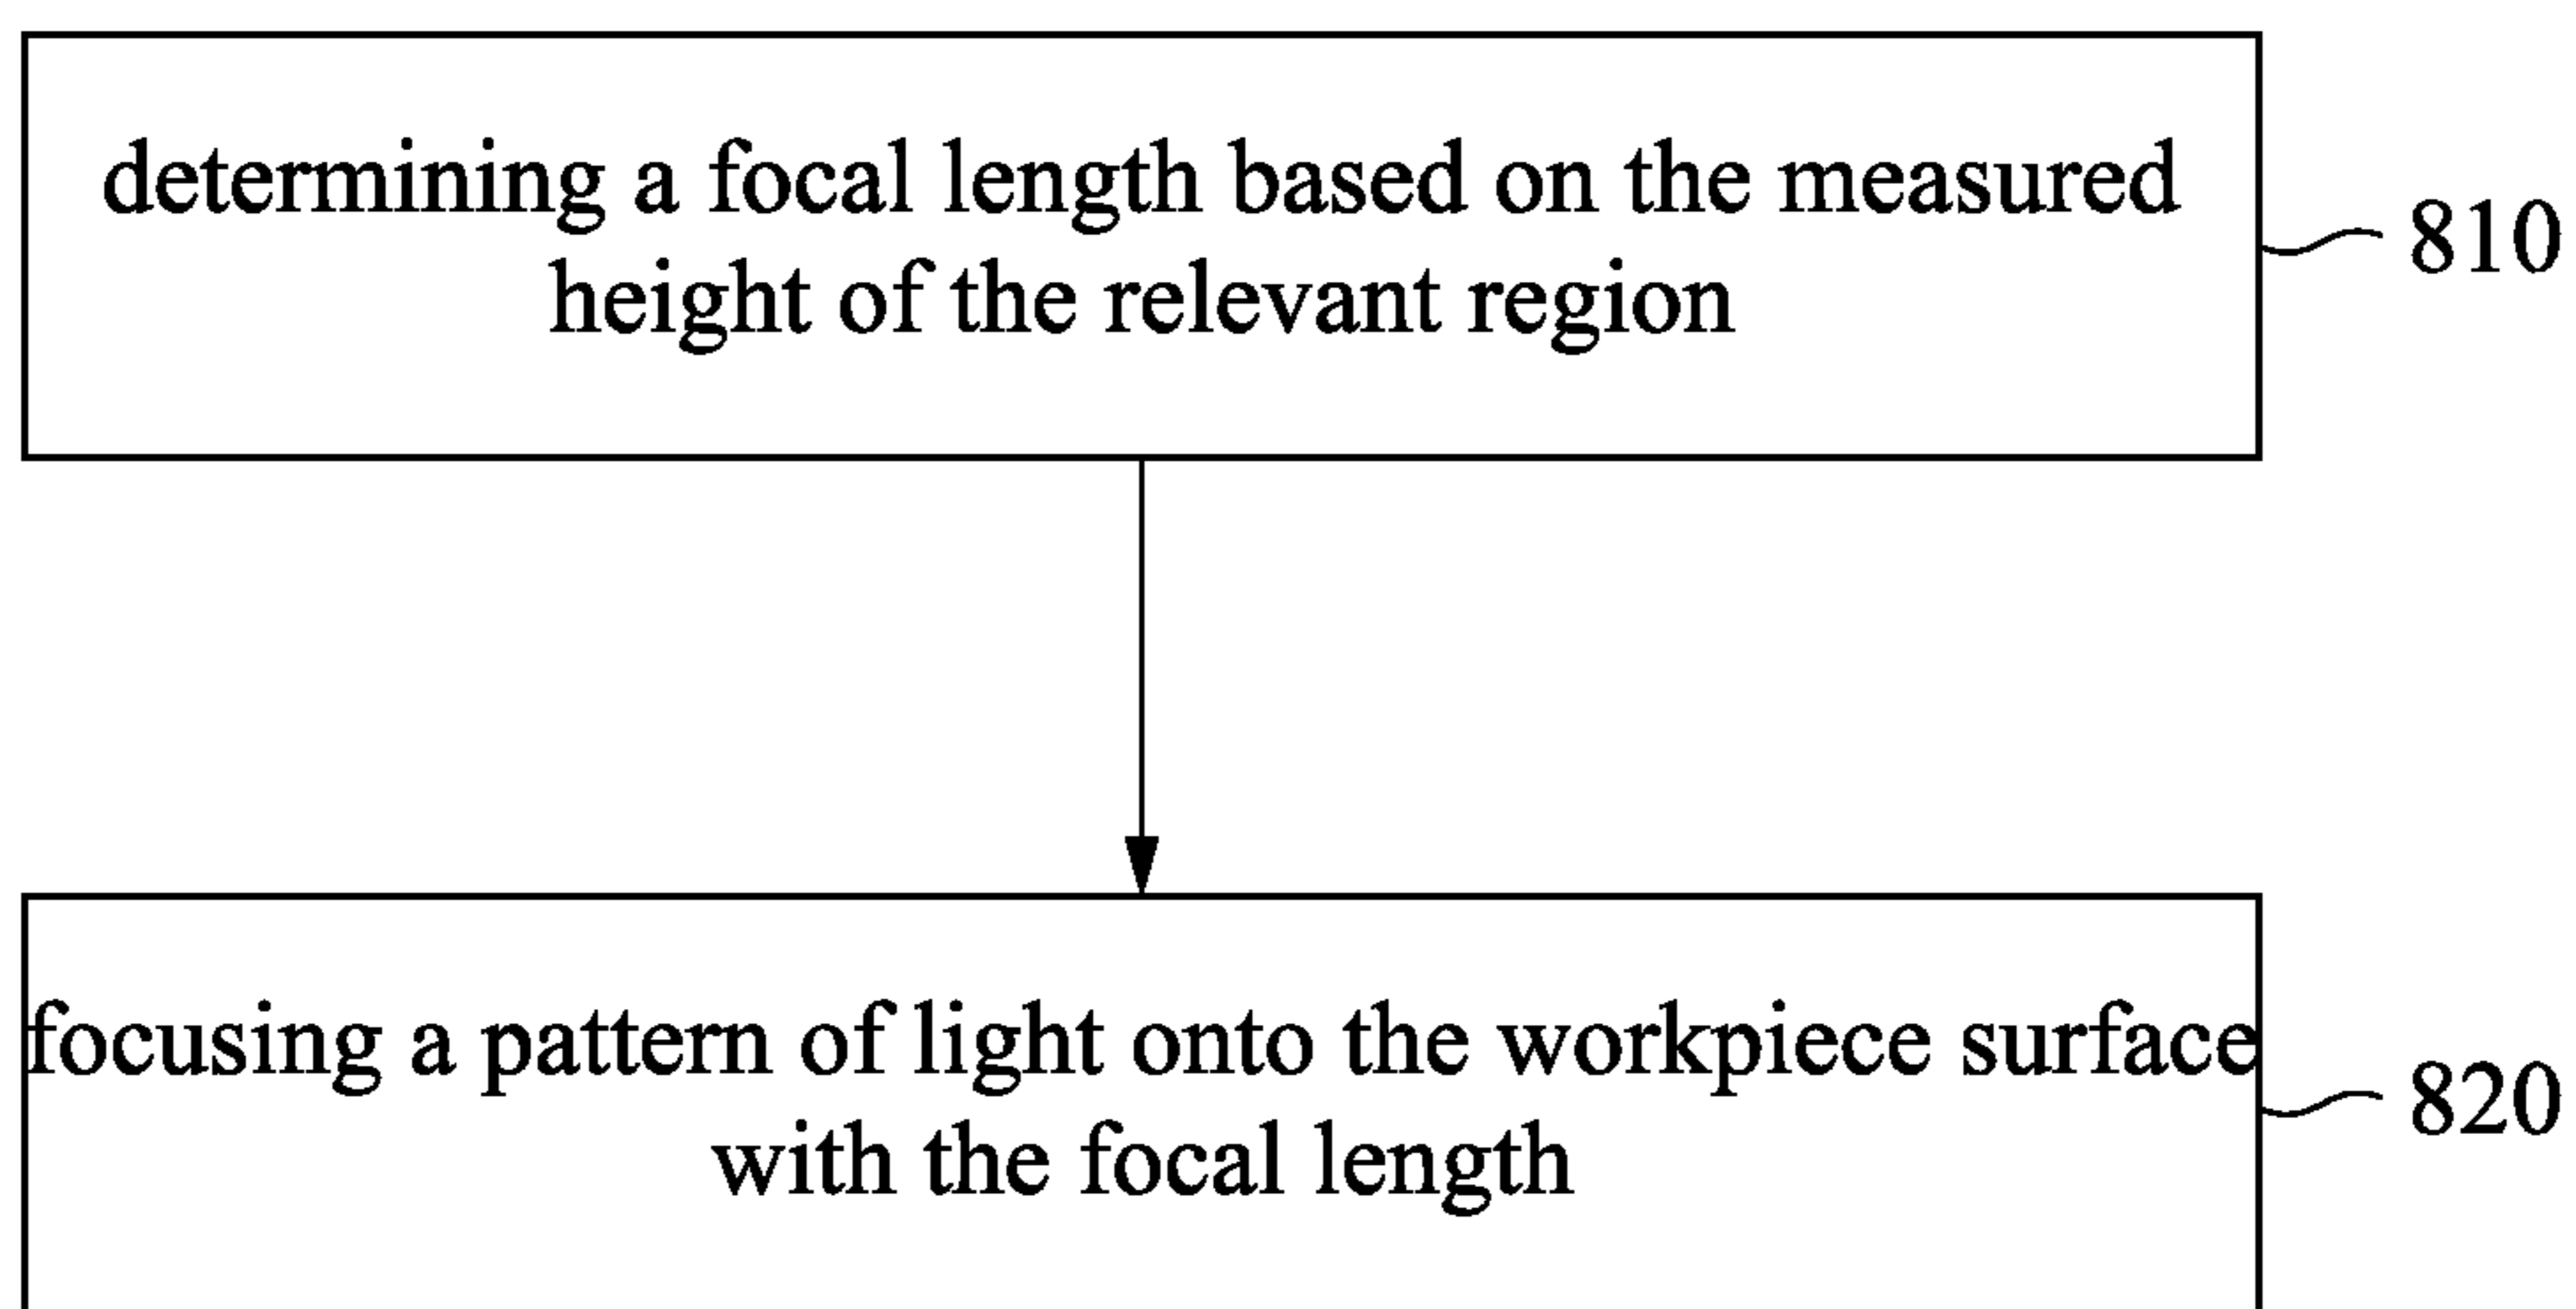 determining a focal length based on the measured
height of the relevant region
810
focusing a pattern of light onto the workpiece surface
with the focal length
820